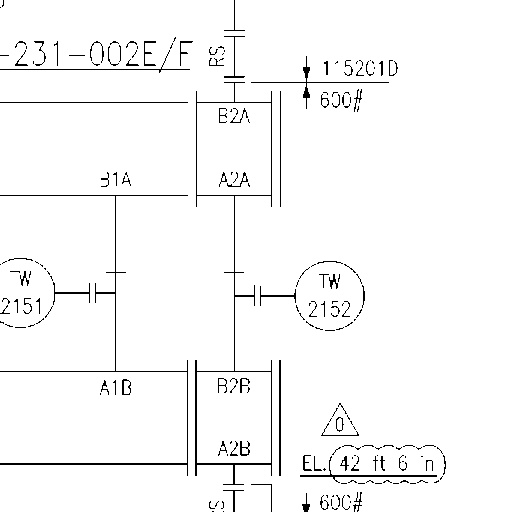 RS
-231-002E/F
115201D
600#
B2A
B1A
A2A
TW
2151
TW
2152
A1B
B2B
0
A2B
EL. 42 ft 6 in
600#